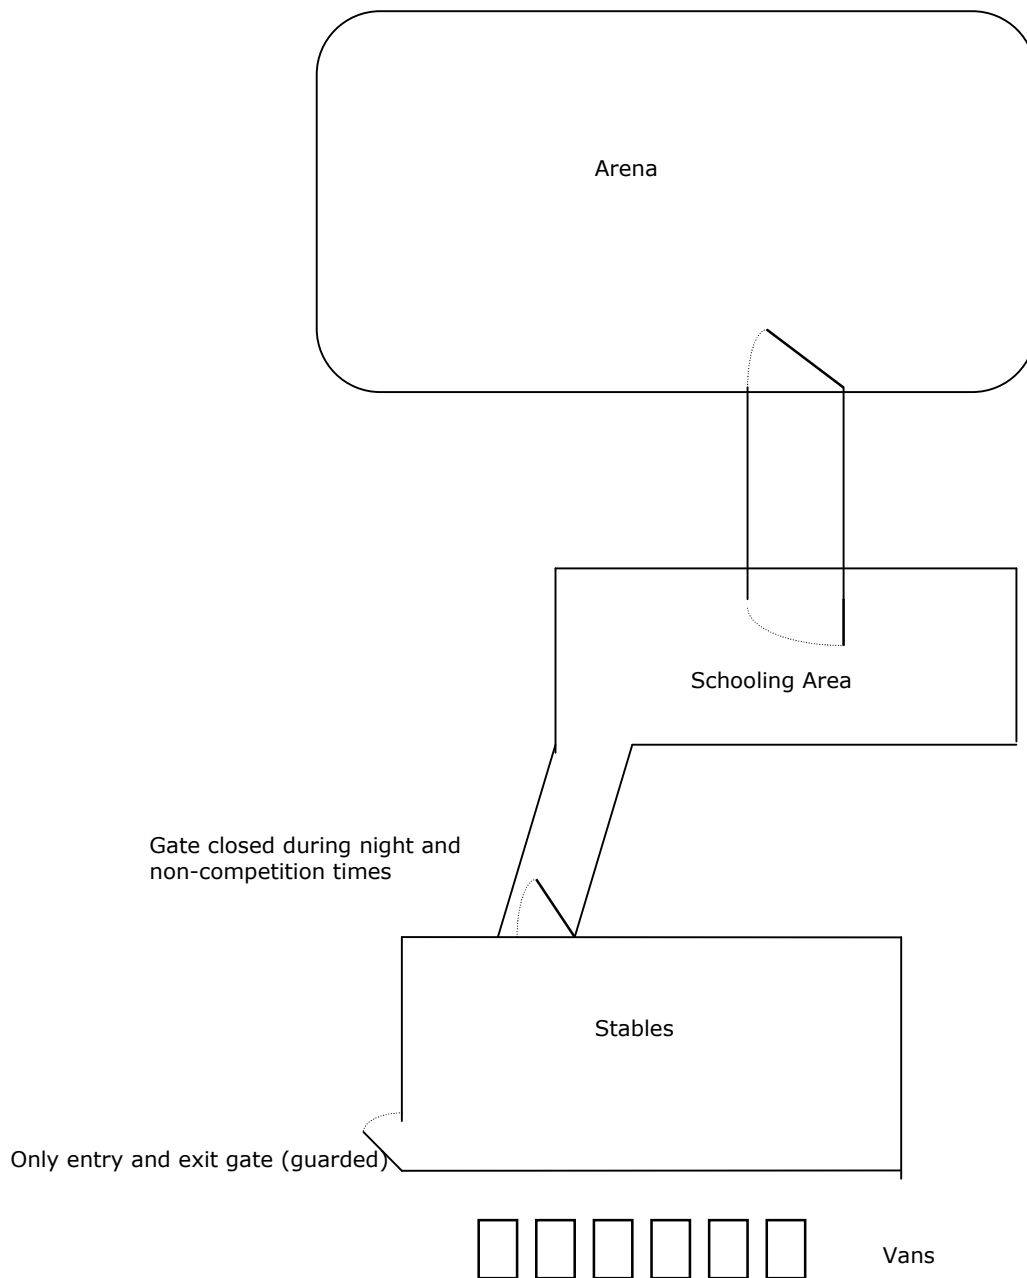 Arena
Schooling Area
Gate closed during night and
non-competition times
Stables
Only entry and exit gate (guarded)
Vans